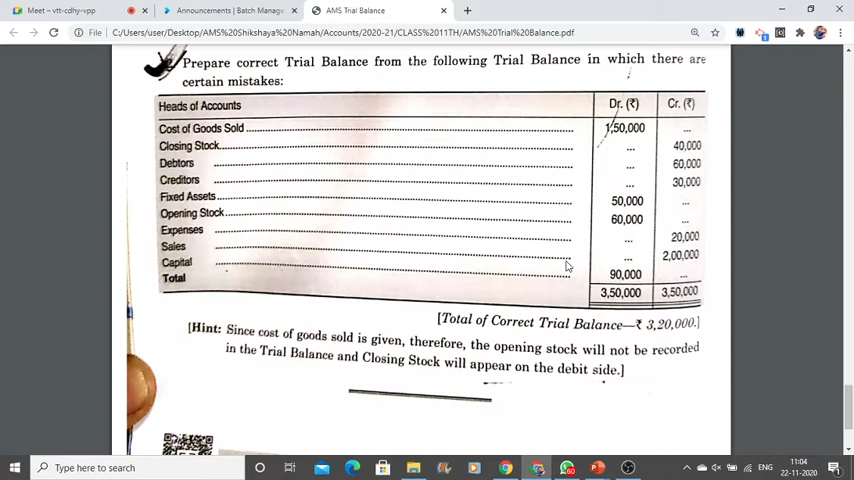 Meet – vtt-cdhy-vpp
Announcements | Batch Manage
AMS Trial Balance
File | C:/Users/user/Desktop/AMS%20Shikshaya%20Namah/Accounts/2020-21/CLASS%2011TH/AMS%20Trial%20Balance.pdf
Prepare correct Trial Balance from the following Trial Balance in which there are
certain mistakes:
Heads of Accounts Dr. (₹) Cr. (₹)
Cost of Goods Sold 1,50,000 ...
Closing Stock ... 40,000
Debtors ... 60,000
Creditors ... 30,000
Fixed Assets 50,000 ...
Opening Stock 60,000 ...
Expenses ... 20,000
Sales ... 2,00,000
Capital 90,000 ...
Total 3,50,000 3,50,000
[Total of Correct Trial Balance—₹ 3,20,000.]
[Hint: Since cost of goods sold is given, therefore, the opening stock will not be recorded
in the Trial Balance and Closing Stock will appear on the debit side.]
Type here to search
60
ENG
11:04
22-11-2020